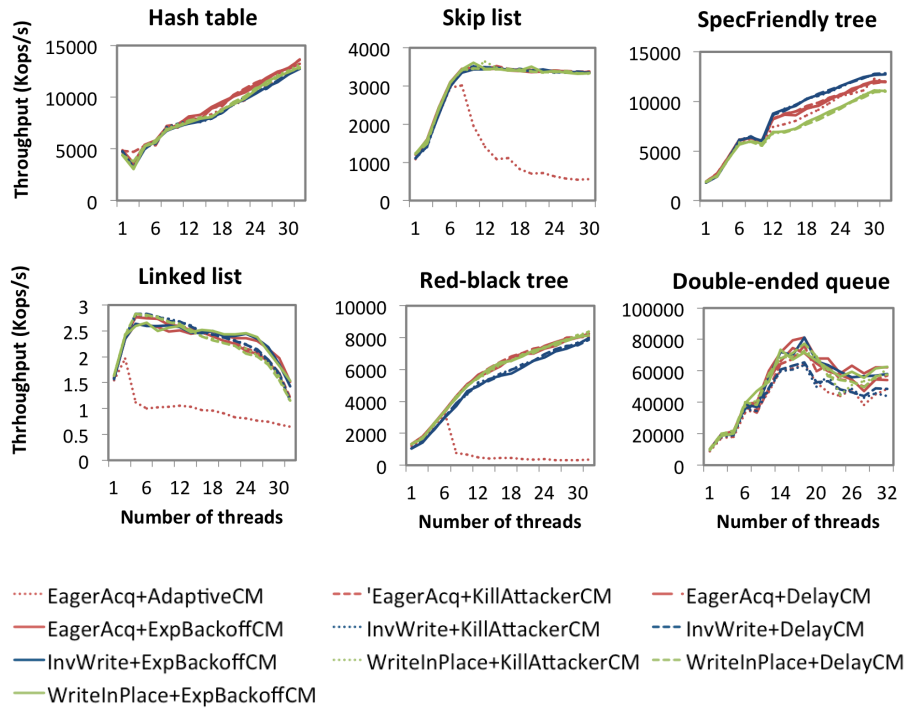 Hash table Skip list SpecFriendly tree
Throughput (Kops/s)
15000 4000 15000
10000 3000 10000
2000
5000 1000 5000
0 0 0
1 6 12 18 24 30 1 6 12 18 24 30 1 6 12 18 24 30
Linked list Red-black tree Double-ended queue
Thrhoughput (Kops/s)
3 10000 100000
2.5 8000 80000
2 6000 60000
1.5
1 4000 40000
0.5 2000 20000
0 0 0
1 6 12 18 24 30 1 6 12 18 24 30 1 6 14 20 26 32
Number of threads Number of threads Number of threads
EagerAcq+AdaptiveCM 'EagerAcq+KillAttackerCM EagerAcq+DelayCM
EagerAcq+ExpBackoffCM InvWrite+KillAttackerCM InvWrite+DelayCM
InvWrite+ExpBackoffCM WriteInPlace+KillAttackerCM WriteInPlace+DelayCM
WriteInPlace+ExpBackoffCM